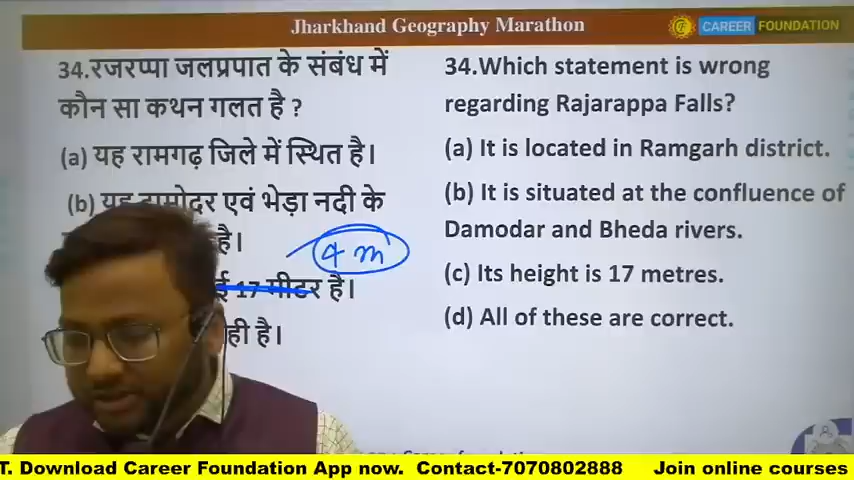 Jharkhand Geography Marathon
CAREER FOUNDATION
34.रजरप्पा जलप्रपात के संबंध में
कौन सा कथन गलत है ?
(a) यह रामगढ़ जिले में स्थित है।
(b) यह दामोदर एवं भेड़ा नदी के
है।
4 m
ई 17 मीटर है।
ही है।
34.Which statement is wrong
regarding Rajarappa Falls?
(a) It is located in Ramgarh district.
(b) It is situated at the confluence of
Damodar and Bheda rivers.
(c) Its height is 17 metres.
(d) All of these are correct.
T. Download Career Foundation App now. Contact-7070802888 Join online courses